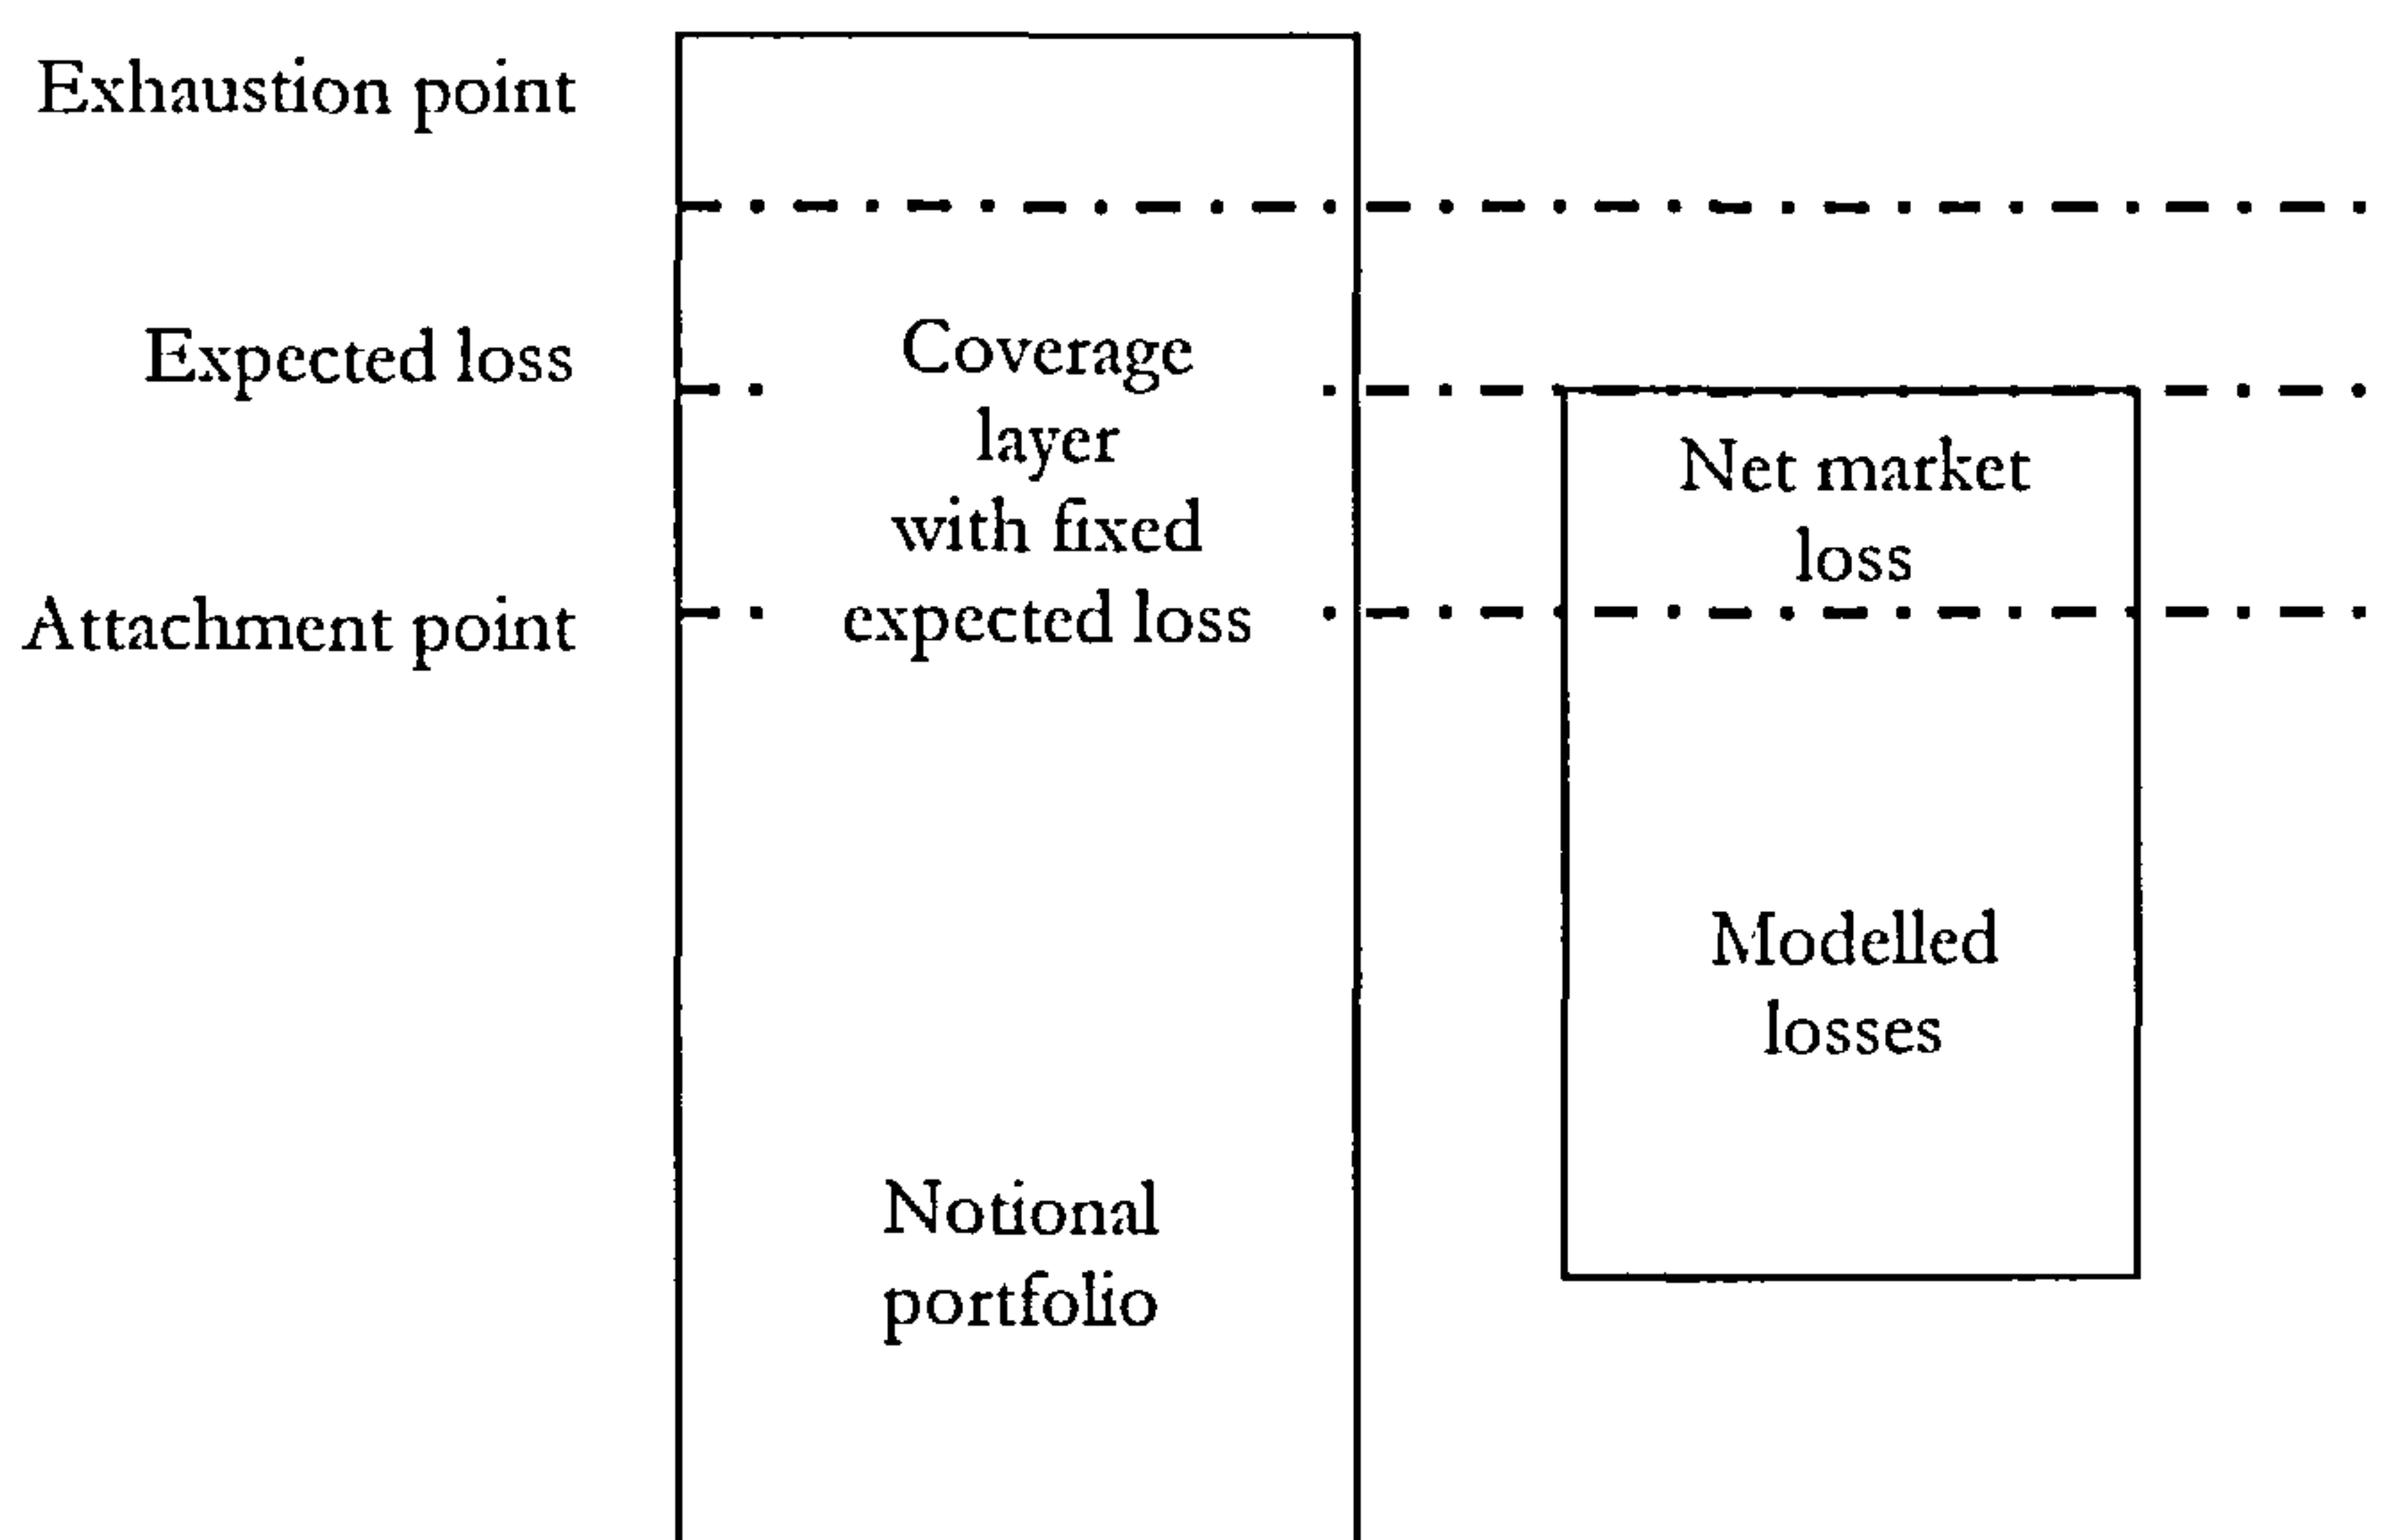 Exhaustion point
Expected loss
Attachment point
Coverage
layer
with fixed
expected loss
Notional
portfolio
Net market
loss
Modelled
losses